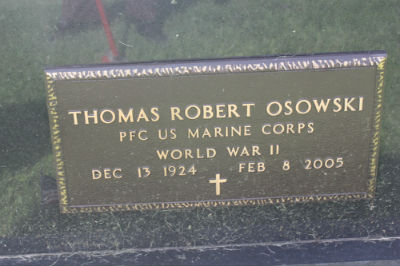 THOMAS ROBERT OSOWSKI
PFC US MARINE CORPS
WORLD WAR II
DEC 13 1924 FEB 8 2005